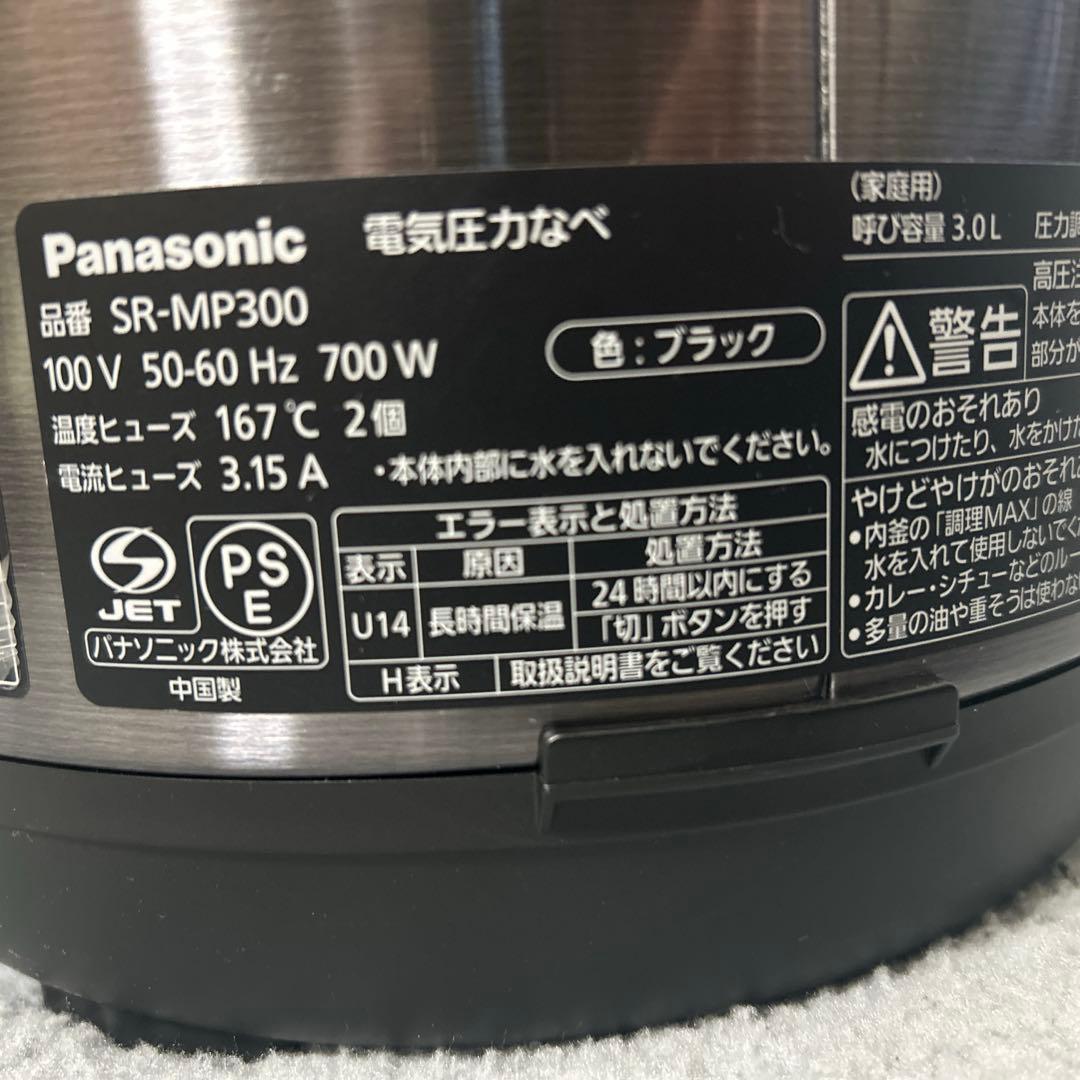 Panasonic 電気圧力なべ
品番 SR-MP300
100 V 50-60 Hz 700 W
色:ブラック
温度ヒューズ 167℃ 2個
電流ヒューズ 3.15 A
・本体内部に水を入れないでください。
JET
PS
E
パナソニック株式会社
中国製
エラー表示と処置方法
表示 原因 処置方法
U14 長時間保温 24時間以内にする
「切」ボタンを押す
H表示 取扱説明書をご覧ください
(家庭用)
呼び容量 3.0L 圧力調
警告
高圧注
本体を
部分が
感電のおそれあり
水につけたり、水をかけた
やけどやけがのおそれあ
●内釜の「調理MAX」の線
水を入れて使用しないでく
●カレー・シチューなどのルー
●多量の油や重そうは使わな